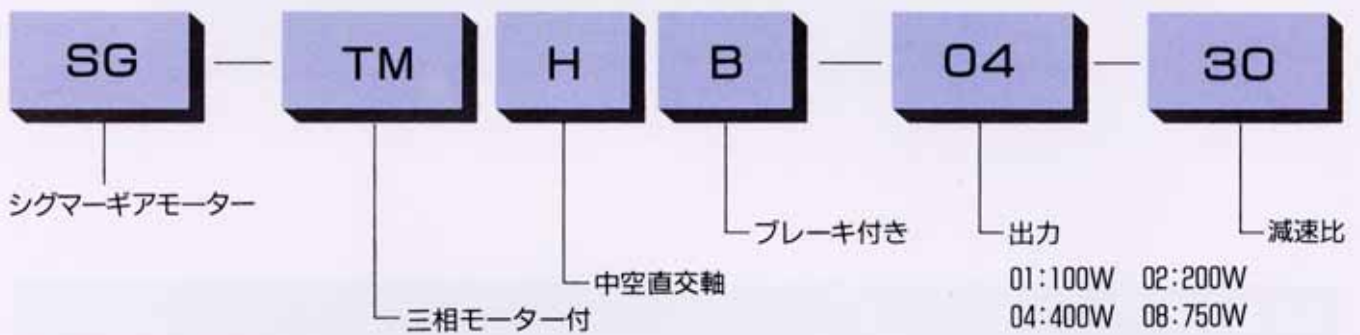 SG — TM H B — 04 — 30
シグマーギアモーター
ブレーキ付き
出力
減速比
中空直交軸
01:100W 02:200W
三相モーター付
04:400W 08:750W